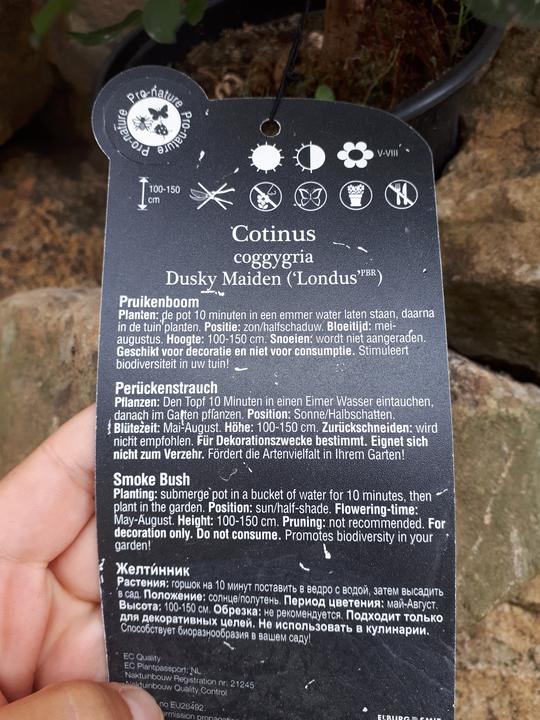 Pro-nature Pro-nature Pro-nature
V-VIII
100-150
cm
Cotinus
coggygria
Dusky Maiden ('Londus'PBR)
Pruikenboom
Planten: de pot 10 minuten in een emmer water laten staan, daarna
in de tuin planten. Positie: zon/halfschaduw. Bloeitijd: mei-
augustus. Hoogte: 100-150 cm. Snoeien: wordt niet aangeraden.
Geschikt voor decoratie en niet voor consumptie. Stimuleert
biodiversiteit in uw tuin!
Perückenstrauch
Pflanzen: Den Topf 10 Minuten in einen Eimer Wasser eintauchen,
danach im Garten pflanzen. Position: Sonne/Halbschatten.
Blütezeit: Mai-August. Höhe: 100-150 cm. Zurückschneiden: wird
nicht empfohlen. Für Dekorationszwecke bestimmt. Eignet sich
nicht zum Verzehr. Fördert die Artenvielfalt in Ihrem Garten!
Smoke Bush
Planting: submerge pot in a bucket of water for 10 minutes, then
plant in the garden. Position: sun/half-shade. Flowering-time:
May-August. Height: 100-150 cm. Pruning: not recommended. For
decoration only. Do not consume. Promotes biodiversity in your
garden!
Желтинник
Растения: горшок на 10 минут поставить в ведро с водой, затем высадить
в сад. Положение: солнце/полутень. Период цветения: май-Август.
Высота: 100-150 см. Обрезка: не рекомендуется. Подходит только
для декоративных целей. Не использовать в кулинарии.
Способствует биоразнообразия в вашем саду!
EC Quality
EC Plantpassport: NL
Naktuinbouw Registration nr. 21245
Naktuinbouw Quality Control
no EU26492
permission propagation